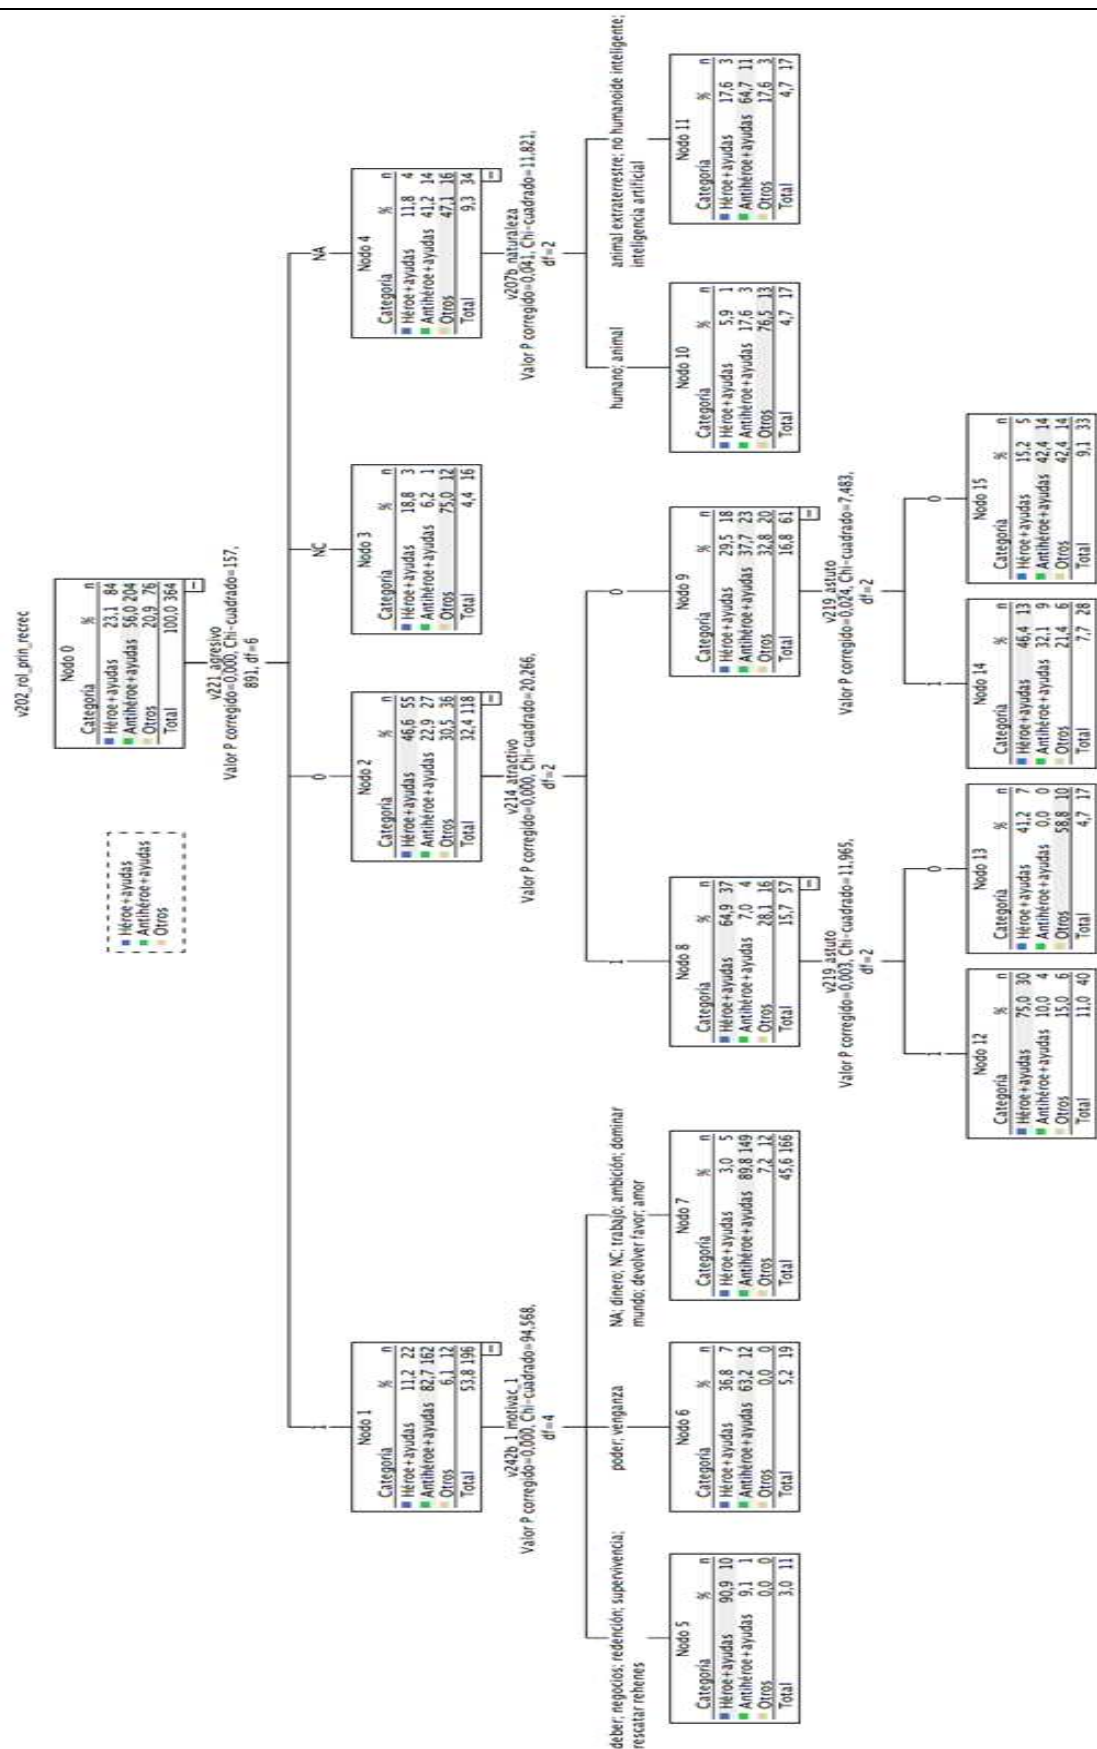 v202_rol_prin_recrec
Héroe+ayudas
Antihéroe+ayudas
Otros
Nodo 0
Categoría % n
Héroe+ayudas 23,1 84
Antihéroe+ayudas 56,0 204
Otros 20,9 76
Total 100,0 364
v221_agresivo
Valor P corregido=0,000, Chi-cuadrado=157,
891, df=6
1
0
NC
NA
Nodo 1
Categoría % n
Héroe+ayudas 11,2 22
Antihéroe+ayudas 82,7 162
Otros 6,1 12
Total 53,8 196
Nodo 2
Categoría % n
Héroe+ayudas 46,6 55
Antihéroe+ayudas 22,9 27
Otros 30,5 36
Total 32,4 118
Nodo 3
Categoría % n
Héroe+ayudas 18,8 3
Antihéroe+ayudas 6,2 1
Otros 75,0 12
Total 4,4 16
Nodo 4
Categoría % n
Héroe+ayudas 11,8 4
Antihéroe+ayudas 41,2 14
Otros 47,1 16
Total 9,3 34
v242b_1_motivac_1
Valor P corregido=0,000, Chi-cuadrado=94,568,
df=4
v214_atractivo
Valor P corregido=0,000, Chi-cuadrado=20,266,
df=2
v207b_naturaleza
Valor P corregido=0,041, Chi-cuadrado=11,821,
df=2
deber; negocios; redención; supervivencia;
rescatar rehenes
poder; venganza
NA; dinero; NC; trabajo; ambición; dominar
mundo; devolver favor; amor
1
0
humano; animal
animal extraterrestre; no humanoide inteligente;
inteligencia artificial
Nodo 5
Categoría % n
Héroe+ayudas 90,9 10
Antihéroe+ayudas 9,1 1
Otros 0,0 0
Total 3,0 11
Nodo 6
Categoría % n
Héroe+ayudas 36,8 7
Antihéroe+ayudas 63,2 12
Otros 0,0 0
Total 5,2 19
Nodo 7
Categoría % n
Héroe+ayudas 3,0 5
Antihéroe+ayudas 89,8 149
Otros 7,2 12
Total 45,6 166
Nodo 8
Categoría % n
Héroe+ayudas 64,9 37
Antihéroe+ayudas 7,0 4
Otros 28,1 16
Total 15,7 57
Nodo 9
Categoría % n
Héroe+ayudas 29,5 18
Antihéroe+ayudas 37,7 23
Otros 32,8 20
Total 16,8 61
Nodo 10
Categoría % n
Héroe+ayudas 5,9 1
Antihéroe+ayudas 17,6 3
Otros 76,5 13
Total 4,7 17
Nodo 11
Categoría % n
Héroe+ayudas 17,6 3
Antihéroe+ayudas 64,7 11
Otros 17,6 3
Total 4,7 17
v219_astuto
Valor P corregido=0,003, Chi-cuadrado=11,965,
df=2
v219_astuto
Valor P corregido=0,024, Chi-cuadrado=7,483,
df=2
1
0
1
0
Nodo 12
Categoría % n
Héroe+ayudas 75,0 30
Antihéroe+ayudas 10,0 4
Otros 15,0 6
Total 11,0 40
Nodo 13
Categoría % n
Héroe+ayudas 41,2 7
Antihéroe+ayudas 0,0 0
Otros 58,8 10
Total 4,7 17
Nodo 14
Categoría % n
Héroe+ayudas 46,4 13
Antihéroe+ayudas 32,1 9
Otros 21,4 6
Total 7,7 28
Nodo 15
Categoría % n
Héroe+ayudas 15,2 5
Antihéroe+ayudas 42,4 14
Otros 42,4 14
Total 9,1 33